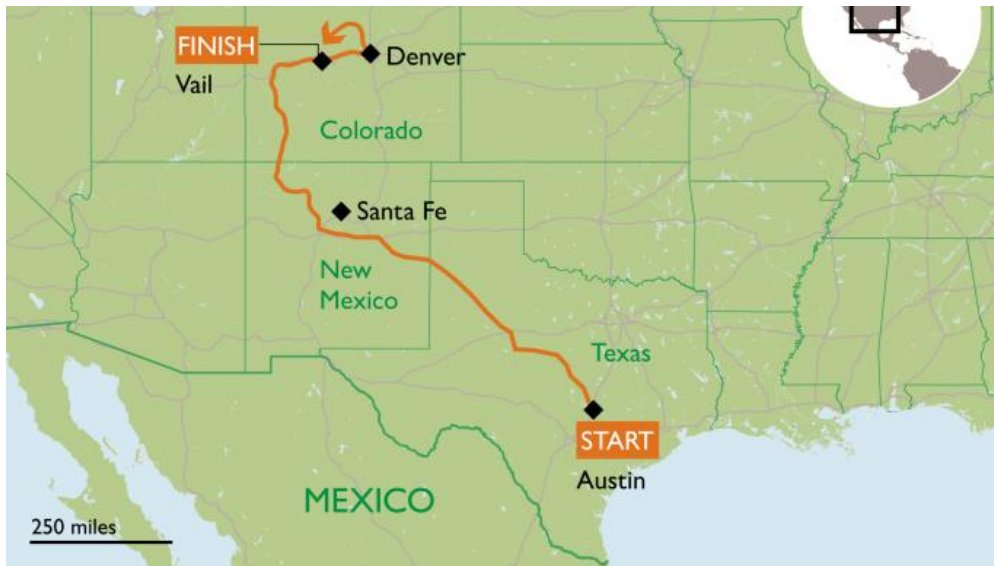 FINISH
Vail
Denver
Colorado
Santa Fe
New
Mexico
Texas
START
Austin
MEXICO
250 miles